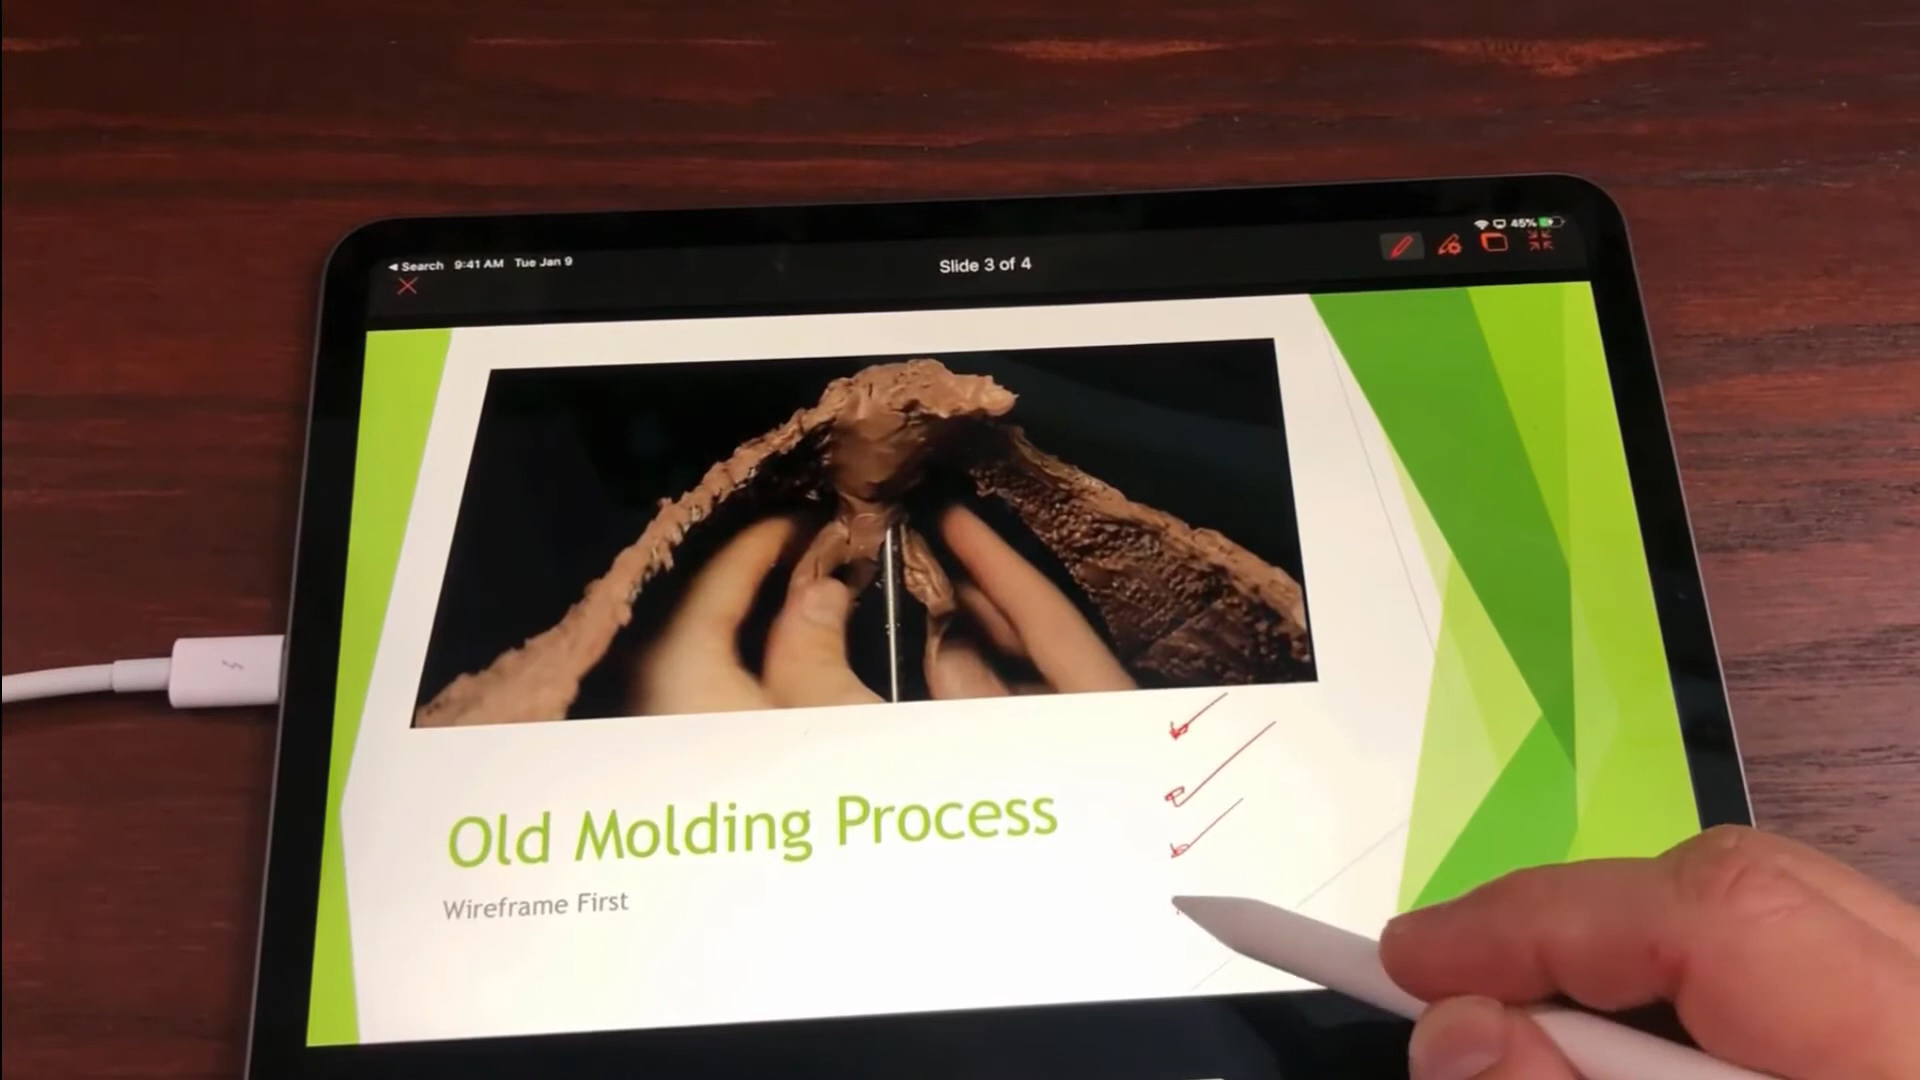 ◄ Search 9:41 AM Tue Jan 9
45%
Slide 3 of 4
Old Molding Process
Wireframe First